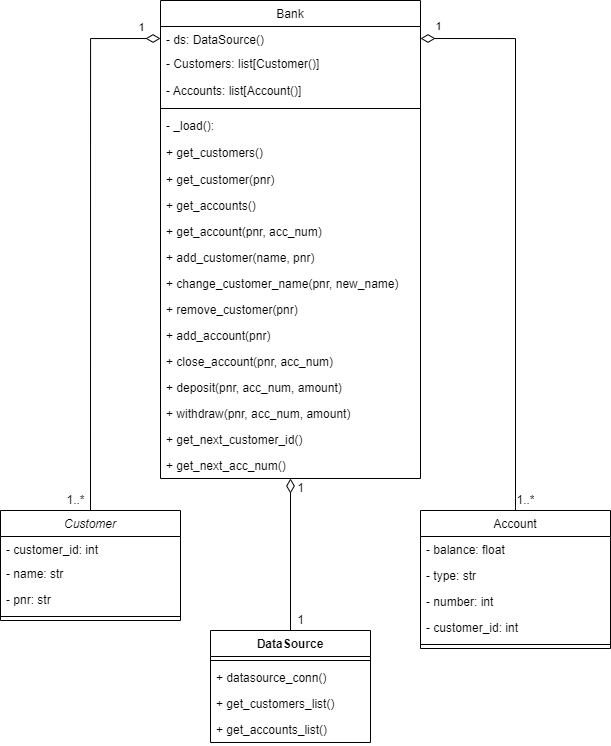 Bank
1
1
- ds: DataSource()
- Customers: list[Customer()]
- Accounts: list[Account()]
- _load():
+ get_customers()
+ get_customer(pnr)
+ get_accounts()
+ get_account(pnr, acc_num)
+ add_customer(name, pnr)
+ change_customer_name(pnr, new_name)
+ remove_customer(pnr)
+ add_account(pnr)
+ close_account(pnr, acc_num)
+ deposit(pnr, acc_num, amount)
+ withdraw(pnr, acc_num, amount)
+ get_next_customer_id()
+ get_next_acc_num()
1
1..*
1..*
Customer
- customer_id: int
- name: str
- pnr: str
Account
- balance: float
- type: str
- number: int
- customer_id: int
1
DataSource
+ datasource_conn()
+ get_customers_list()
+ get_accounts_list()